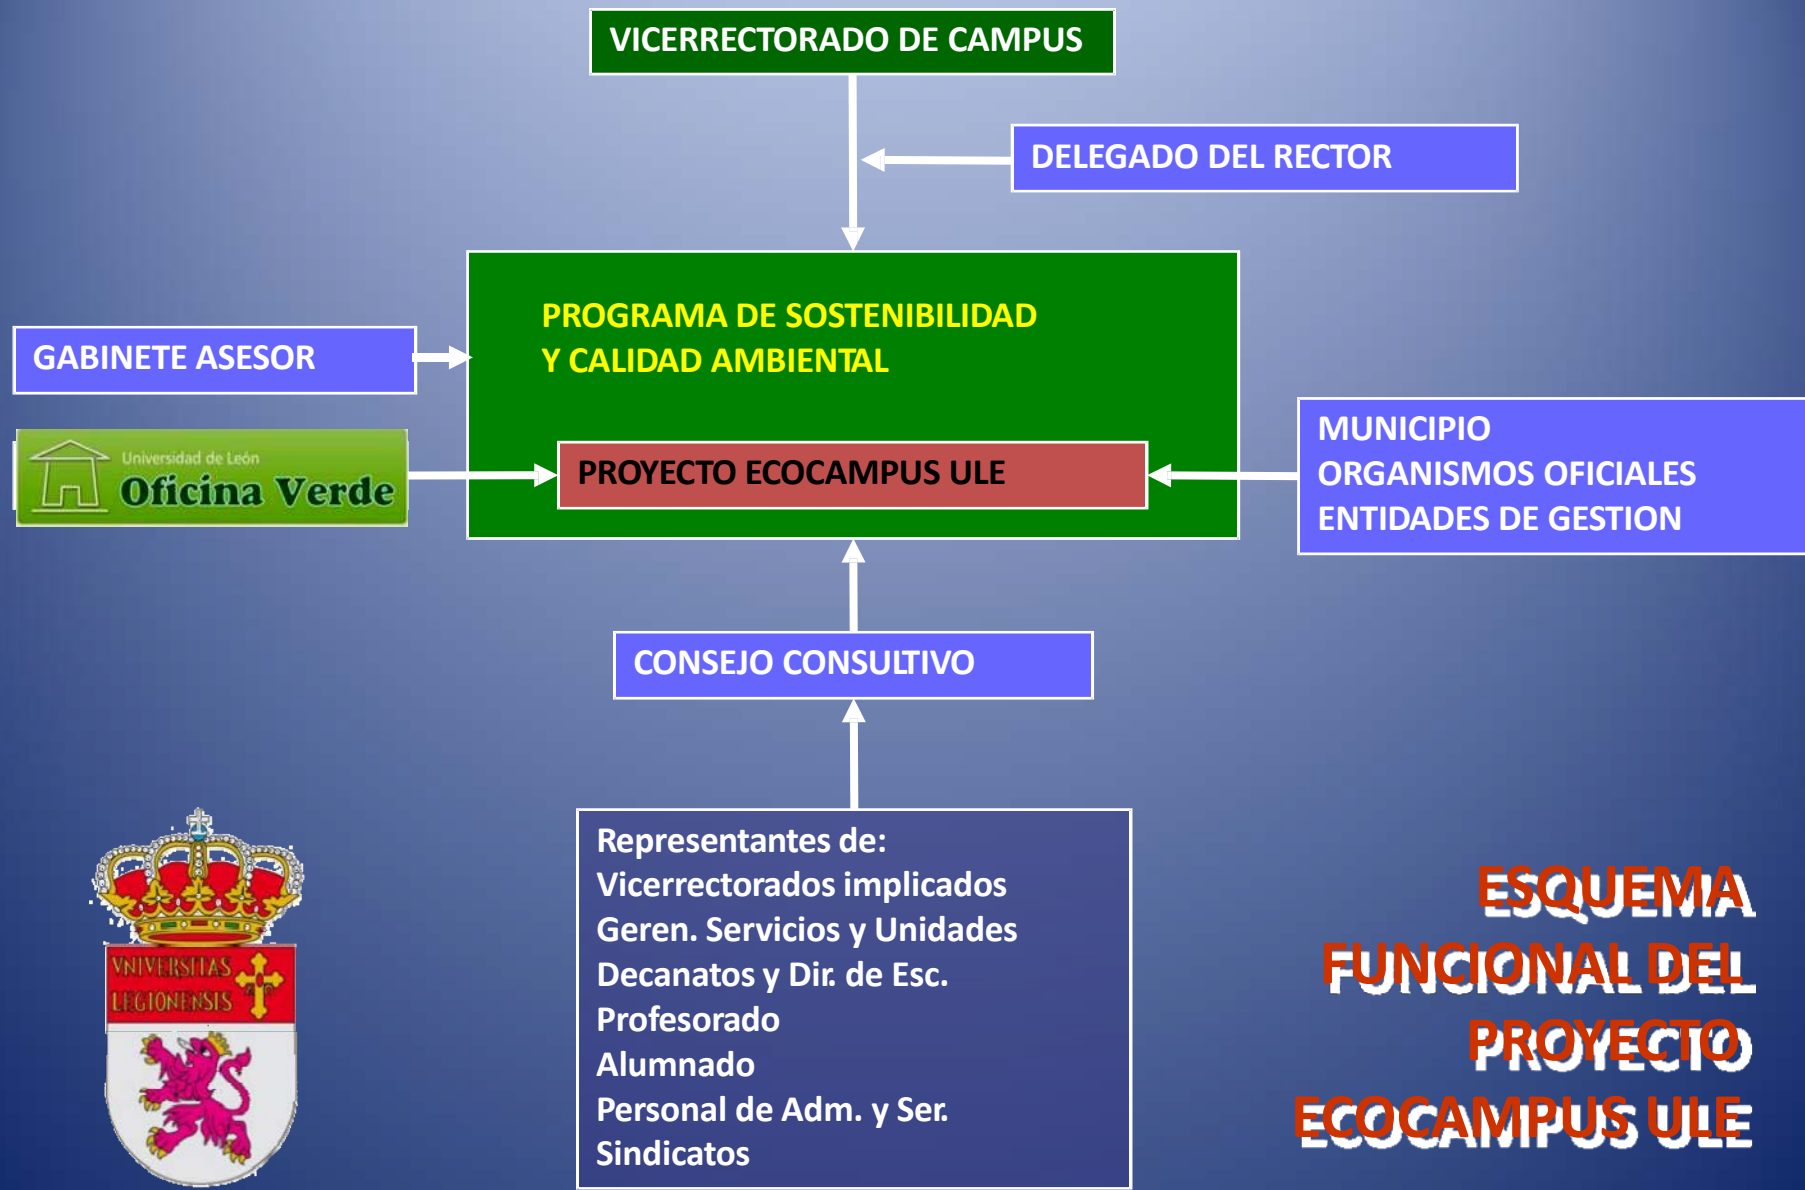 VICERRECTORADO DE CAMPUS
DELEGADO DEL RECTOR
PROGRAMA DE SOSTENIBILIDAD
Y CALIDAD AMBIENTAL
GABINETE ASESOR
Universidad de León
Oficina Verde
PROYECTO ECOCAMPUS ULE
MUNICIPIO
ORGANISMOS OFICIALES
ENTIDADES DE GESTION
CONSEJO CONSULTIVO
Representantes de:
Vicerrectorados implicados
Geren. Servicios y Unidades
Decanatos y Dir. de Esc.
Profesorado
Alumnado
Personal de Adm. y Ser.
Sindicatos
VNIVERSITAS
LEGIONENSIS
ESQUEMA
FUNCIONAL DEL
PROYECTO
ECOCAMPUS ULE